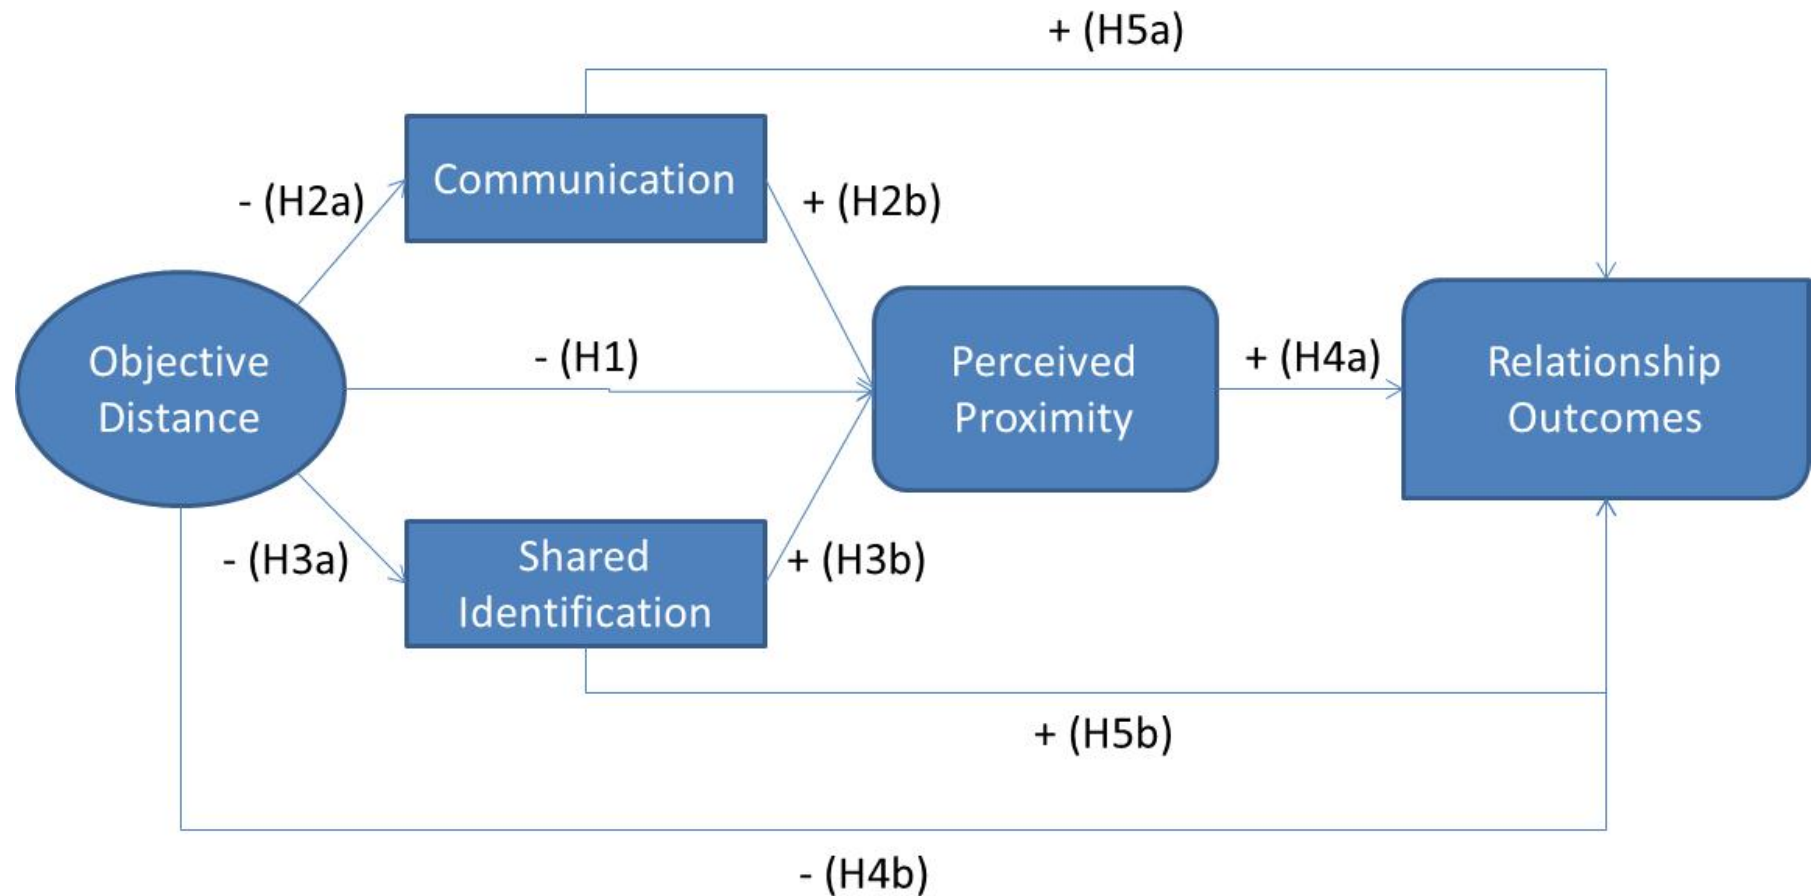 + (H5a)
Communication
- (H2a)
+ (H2b)
Objective
Distance
- (H1)
Perceived
Proximity
+ (H4a)
Relationship
Outcomes
- (H3a)
Shared
Identification
+ (H3b)
+ (H5b)
- (H4b)